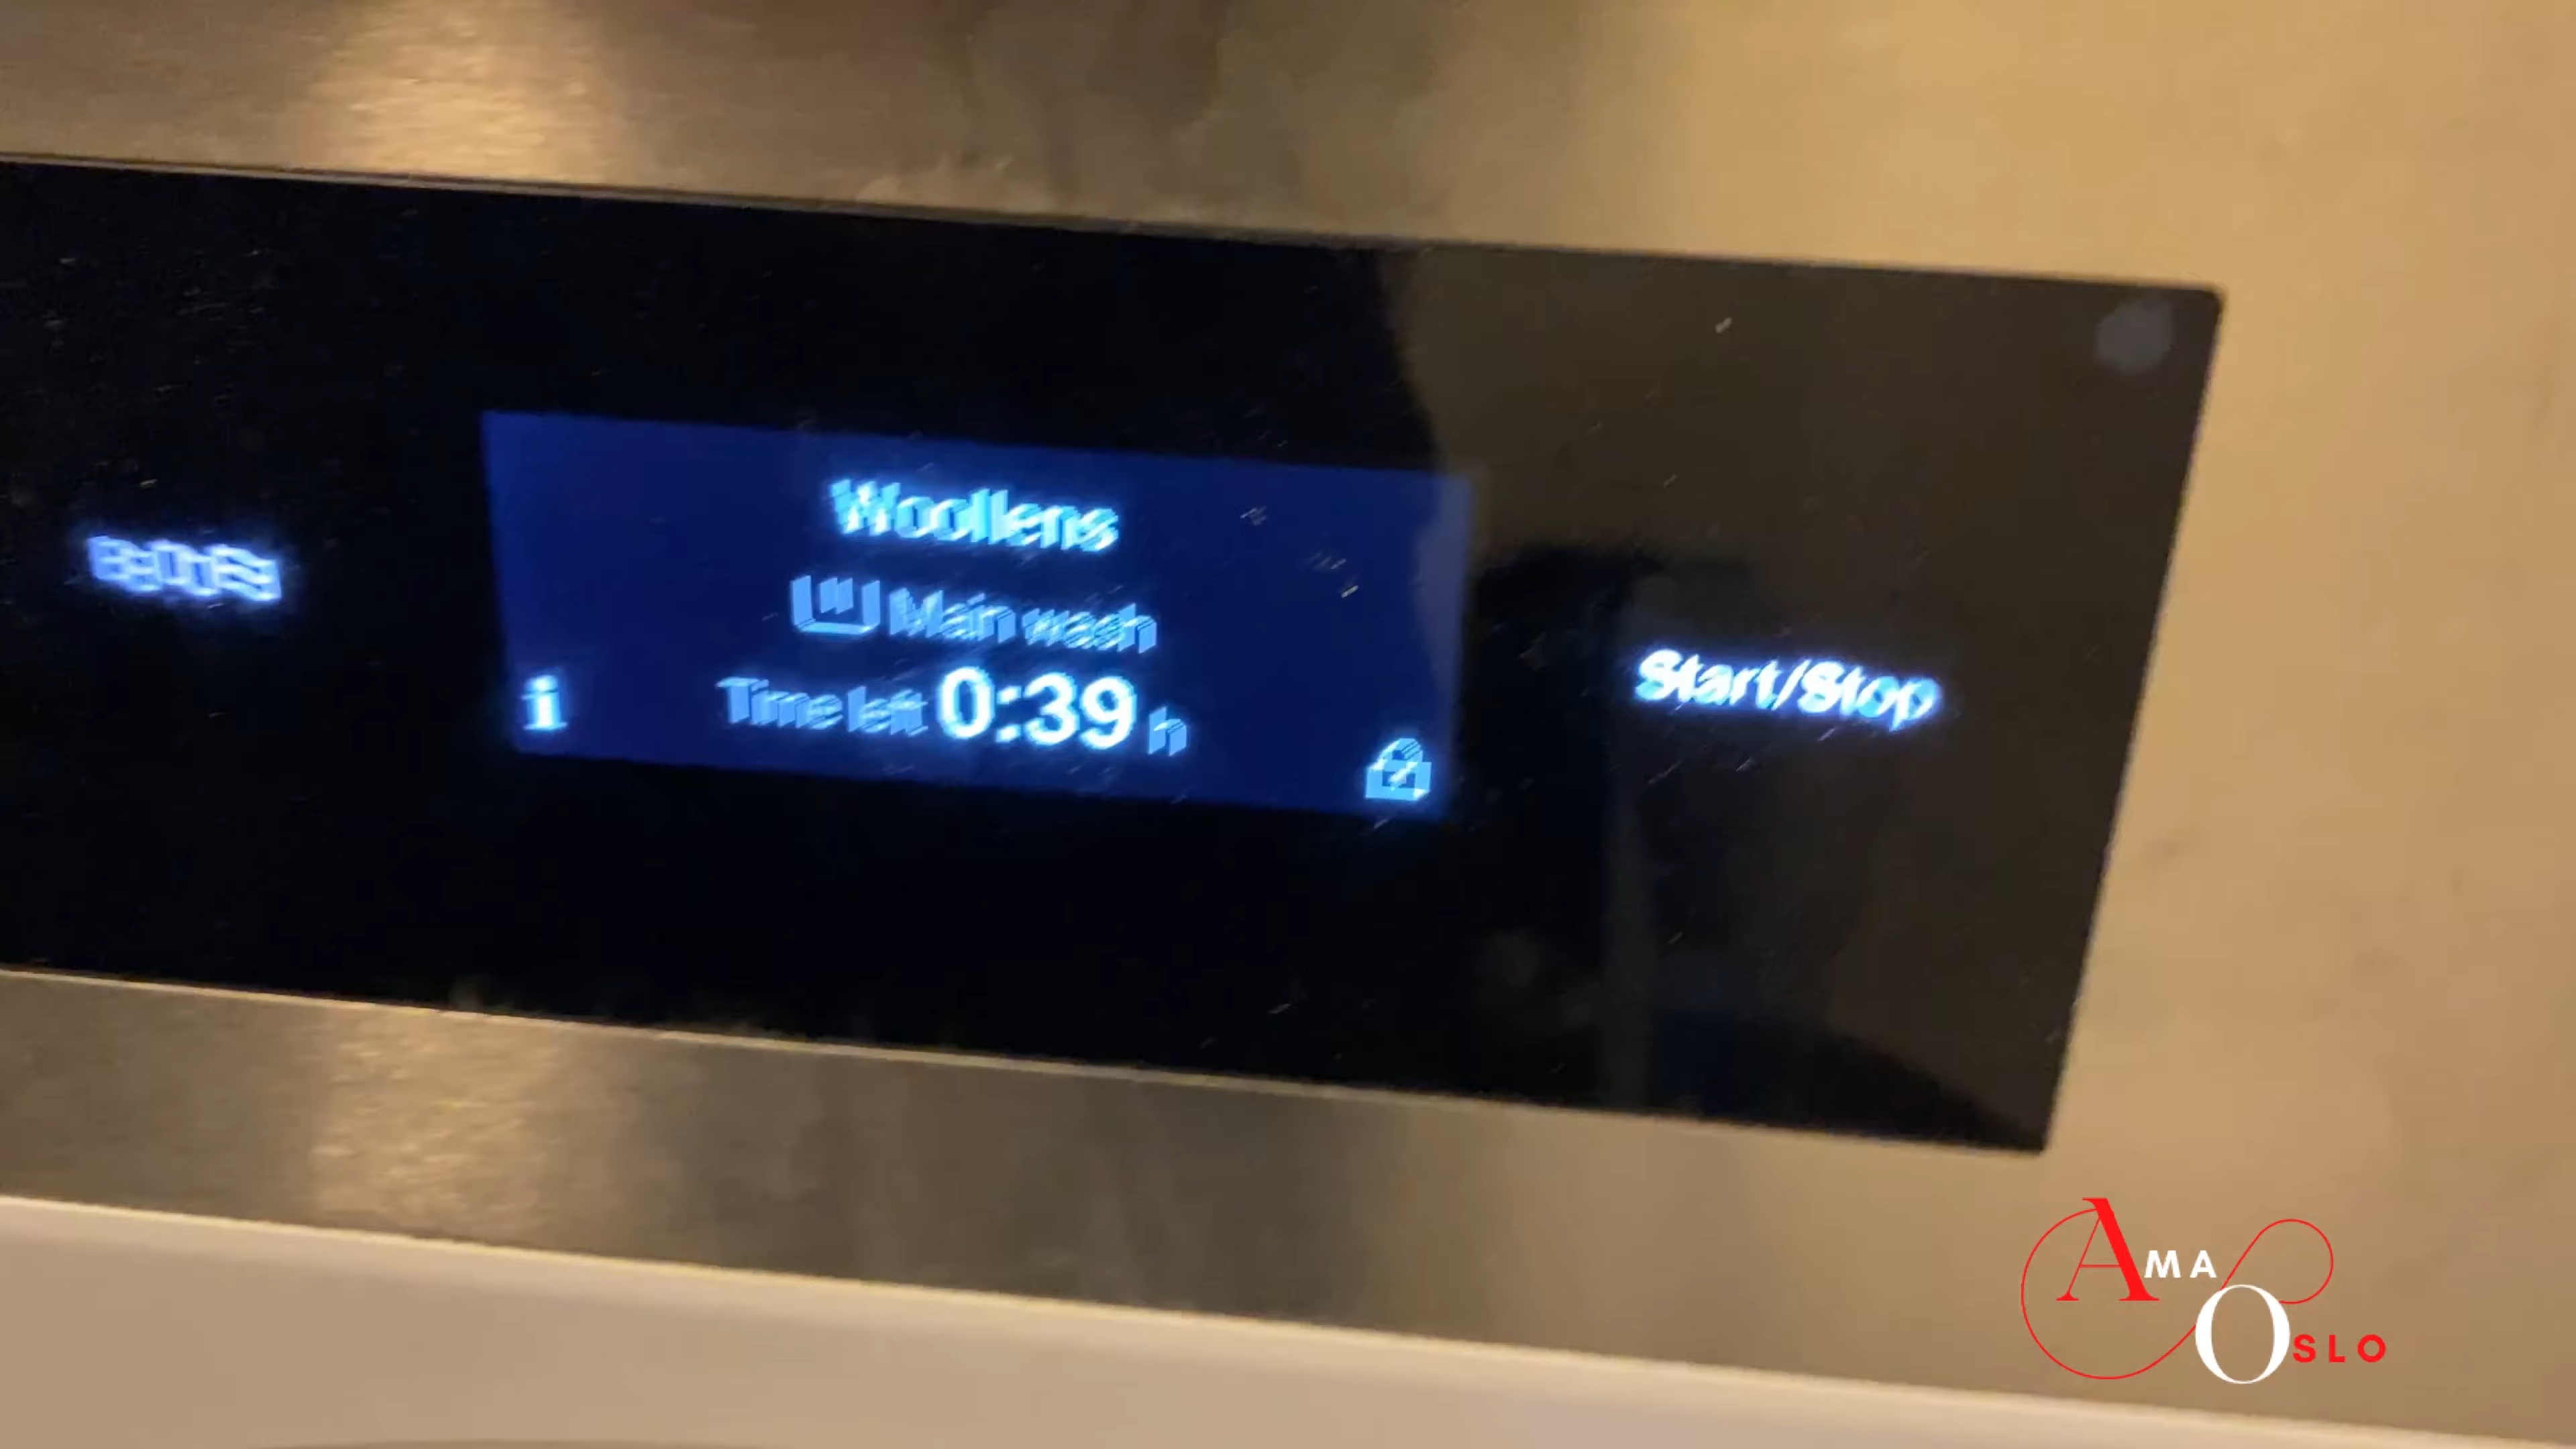 Woollens
Main wash
i
Time left 0:39 h
Start/Stop
AMA
OSLO